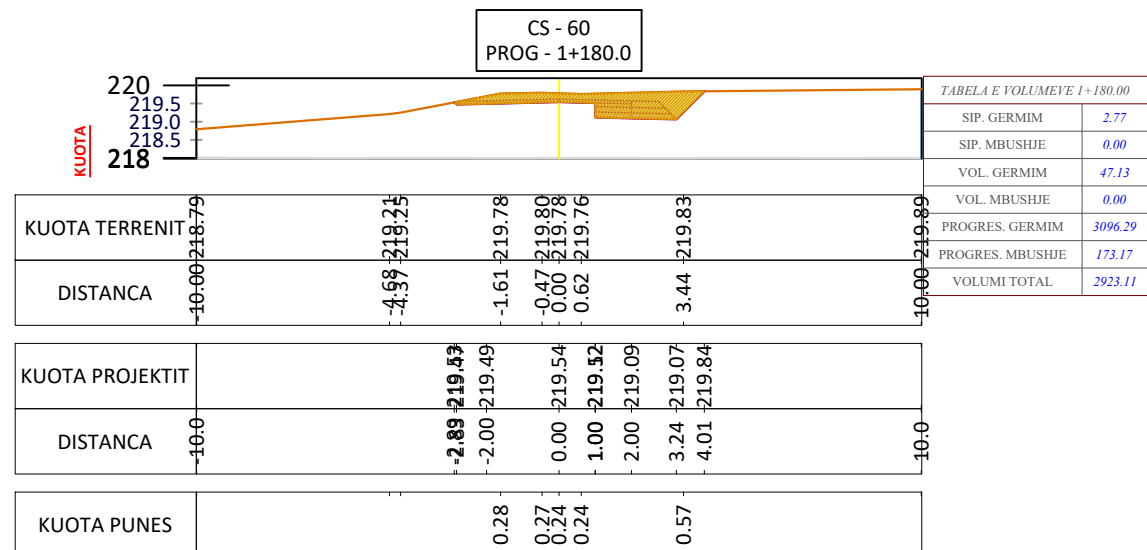 CS - 60
PROG - 1+180.0
220
219.5
219.0
218.5
218
KUOTA
TABELA E VOLUMEVE 1+180.00
SIP. GERMIM 2.77
SIP. MBUSHJE 0.00
VOL. GERMIM 47.13
VOL. MBUSHJE 0.00
PROGRES. GERMIM 3096.29
PROGRES. MBUSHJE 173.17
VOLUMI TOTAL 2923.11
KUOTA TERRENIT 218.79 219.21 219.25 219.78 219.80 219.78 219.76 219.83 219.89
DISTANCA -10.00 -4.68 -4.37 -1.61 -0.47 0.00 0.62 3.44 10.00
KUOTA PROJEKTIT 219.49 219.54 219.09 219.07 219.84
DISTANCA -10.0 -2.00 0.00 1.00 2.00 3.24 4.01 10.0
KUOTA PUNES 0.28 0.27 0.24 0.24 0.57